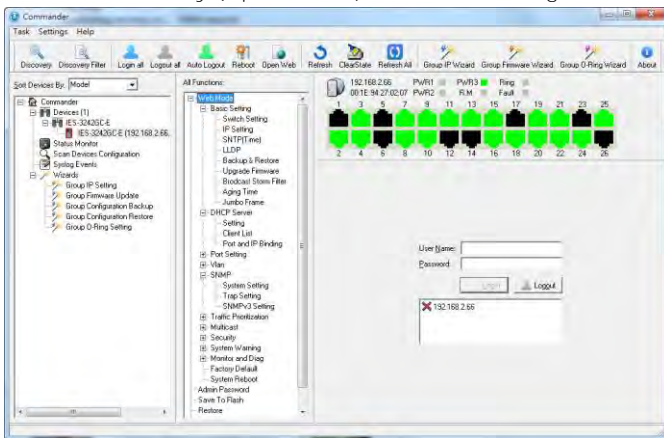 Commander
Task Settings Help
Discovery Discovery Filter Login all Logout all Auto Logout Reboot Open Web Refresh ClearState Refresh All Group IP Wizard Group Firmware Wizard Group O-Ring Wizard About
Sort Devices By: Model
Commander
Devices (1)
IES-3242GC-E
IES-3242GC-E (192.168.2.66.
Status Monitor
Scan Devices Configuration
Syslog Events
Wizards
Group IP Setting
Group Firmware Update
Group Configuration Backup
Group Configuration Restore
Group O-Ring Setting
All Functions:
Web Mode
Basic Setting
Switch Setting
IP Setting
SNTP(Time)
LLDP
Backup & Restore
Upgrade Firmware
Brodcast Storm Filter
Aging Time
Jumbo Frame
DHCP Server
Setting
Client List
Port and IP Binding
Port Setting
Vlan
SNMP
System Setting
Trap Setting
SNMPv3 Setting
Traffic Prioritization
Multicast
Security
System Warning
Monitor and Diag
Factory Default
System Reboot
Admin Password
Save To Flash
Restore
192.168.2.66 PWR1 PWR3 Ring
00:1E:94:27:02:07 PWR2 R.M Fault
1 3 5 7 9 11 13 15 17 19 21 23 25
2 4 6 8 10 12 14 16 18 20 22 24 26
User Name:
Password:
Login Logout
192.168.2.66